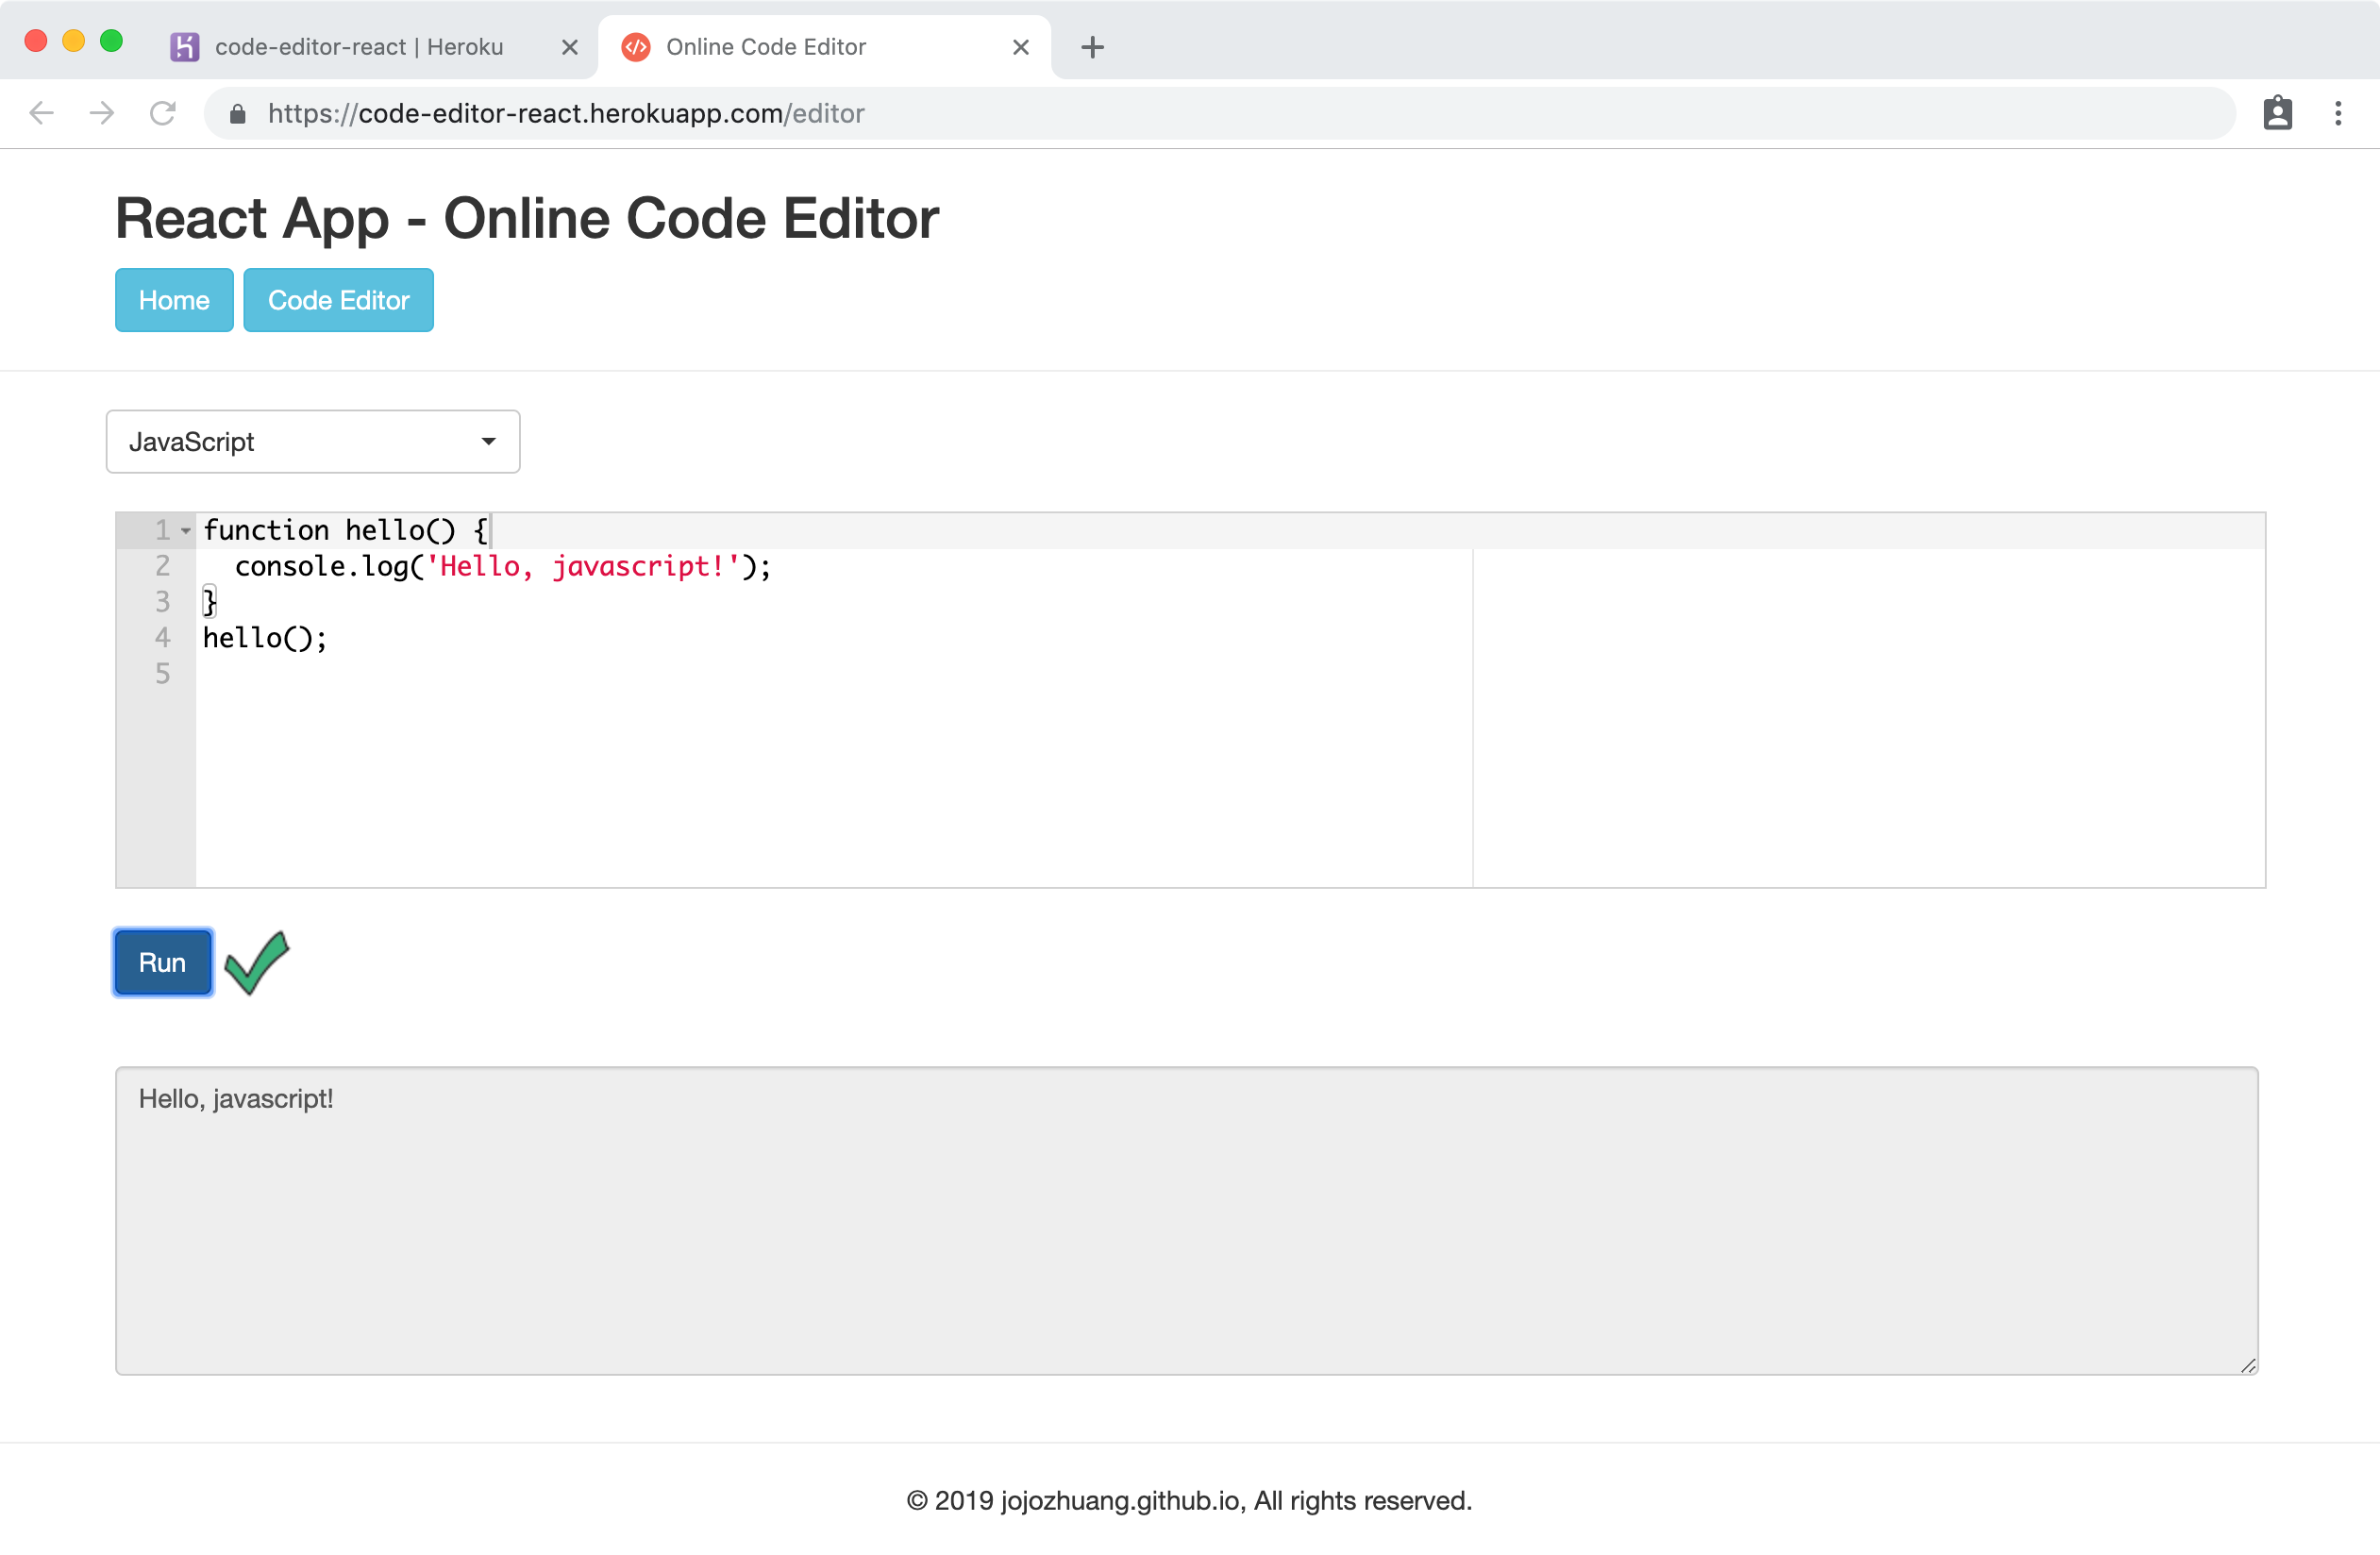 code-editor-react | Heroku
Online Code Editor
https://code-editor-react.herokuapp.com/editor
React App - Online Code Editor
Home
Code Editor
JavaScript
1 function hello() {
2   console.log('Hello, javascript!');
3 }
4 hello();
5
Run
Hello, javascript!
© 2019 jojozhuang.github.io, All rights reserved.